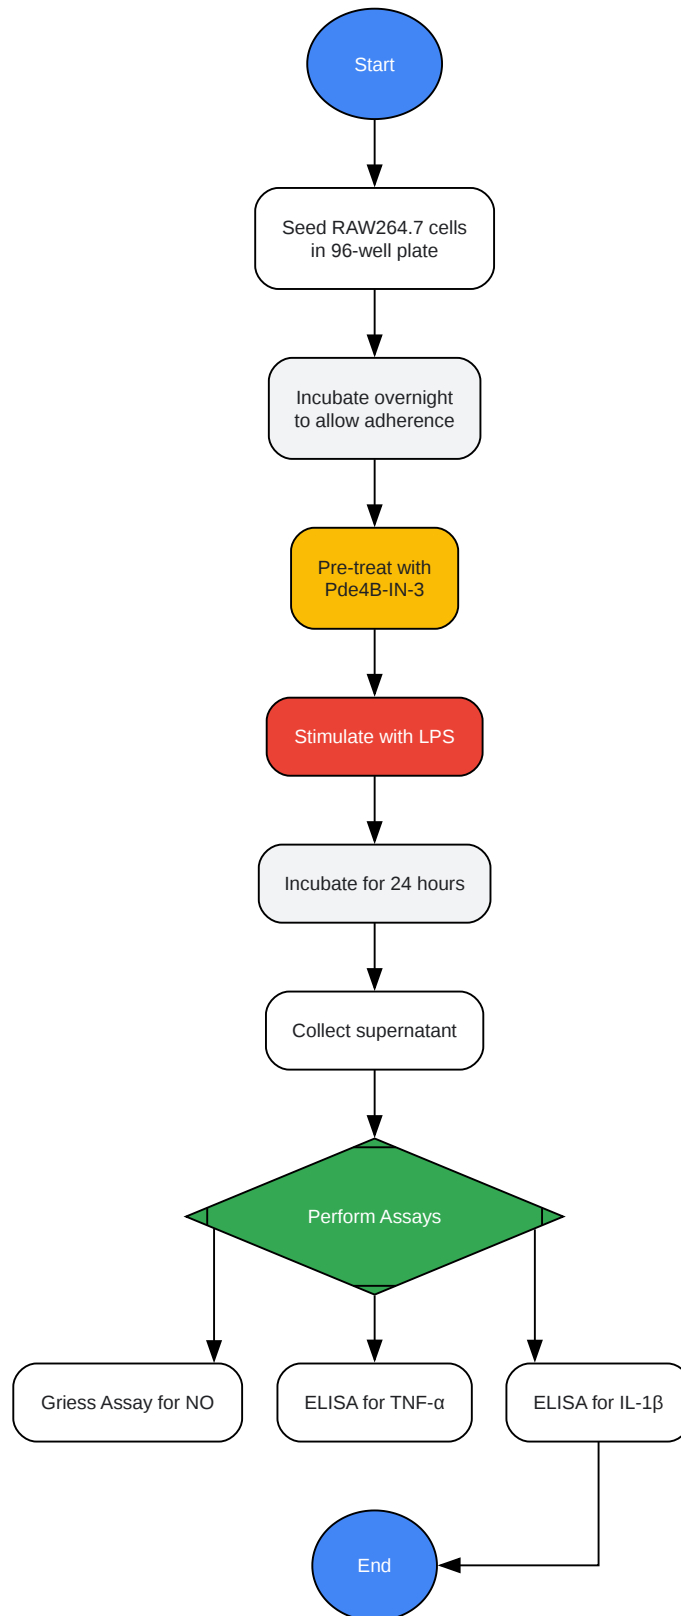 Start
Seed RAW264.7 cells
in 96-well plate
Incubate overnight
to allow adherence
Pre-treat with
Pde4B-IN-3
Stimulate with LPS
Incubate for 24 hours
Collect supernatant
Perform Assays
Griess Assay for NO
ELISA for TNF-α
ELISA for IL-1β
End